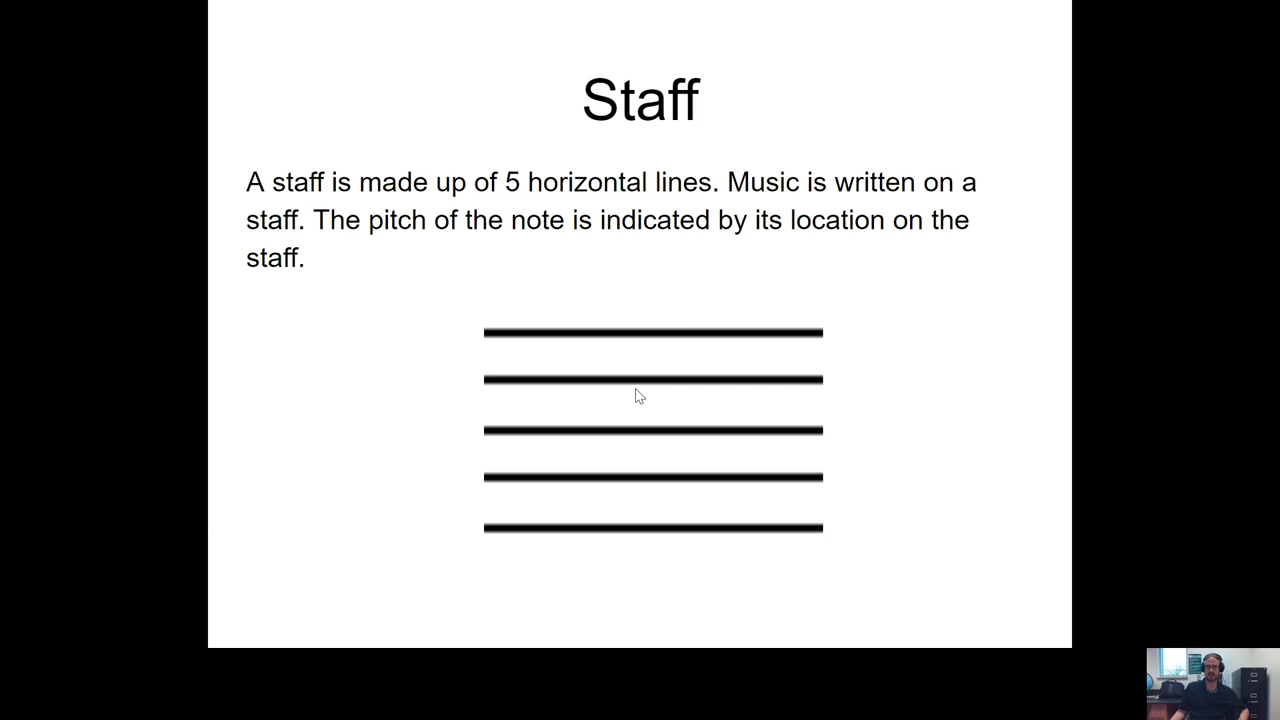 Staff
A staff is made up of 5 horizontal lines. Music is written on a
staff. The pitch of the note is indicated by its location on the
staff.